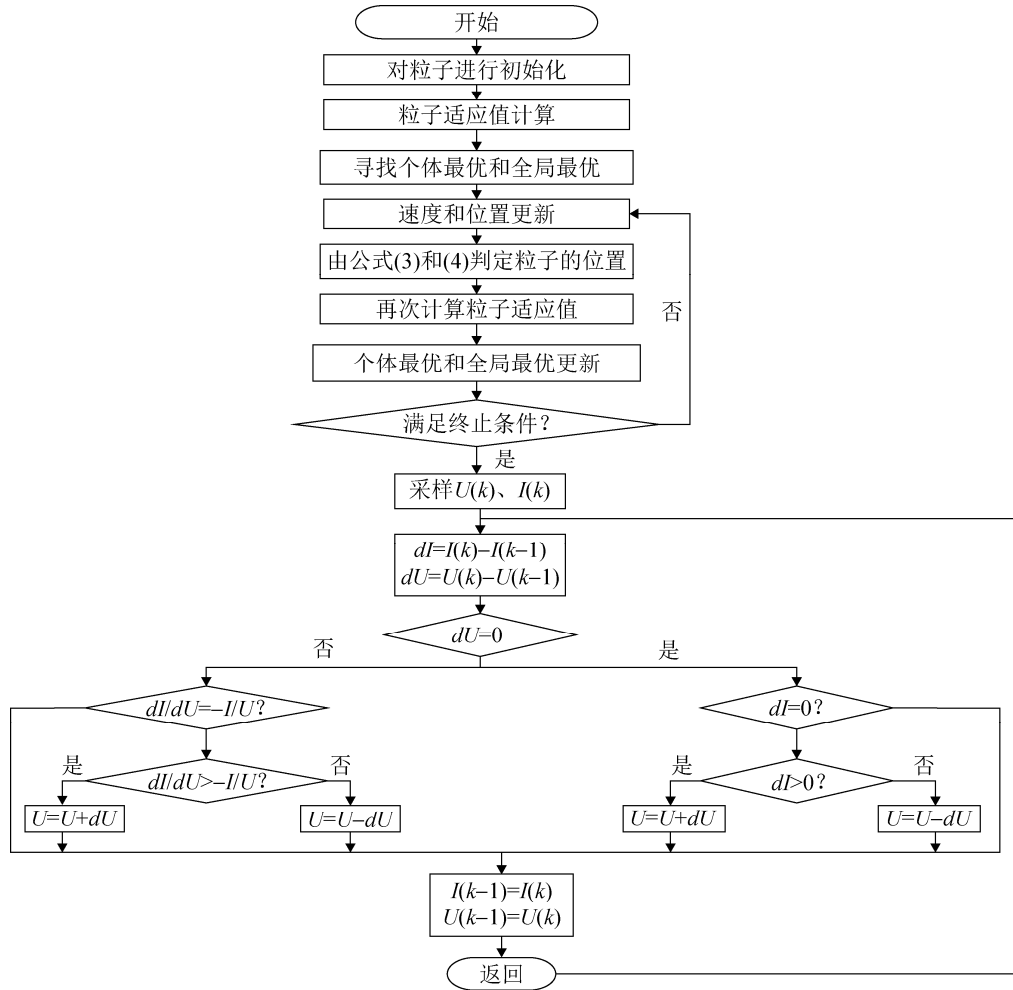 开始
对粒子进行初始化
粒子适应值计算
寻找个体最优和全局最优
速度和位置更新
由公式(3)和(4)判定粒子的位置
再次计算粒子适应值
否
个体最优和全局最优更新
满足终止条件?
是
采样U(k)、I(k)
dI=I(k)−I(k−1)
dU=U(k)−U(k−1)
dU=0
否
是
dI/dU=−I/U?
dI=0?
是
dI/dU>−I/U?
否
是
dI>0?
否
U=U+dU
U=U−dU
U=U+dU
U=U−dU
I(k−1)=I(k)
U(k−1)=U(k)
返回